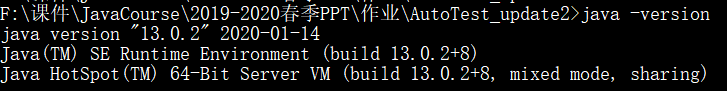 F:\课件\JavaCourse\2019-2020春季PPT\作业\AutoTest_update2>java -version
java version "13.0.2" 2020-01-14
Java(TM) SE Runtime Environment (build 13.0.2+8)
Java HotSpot(TM) 64-Bit Server VM (build 13.0.2+8, mixed mode, sharing)